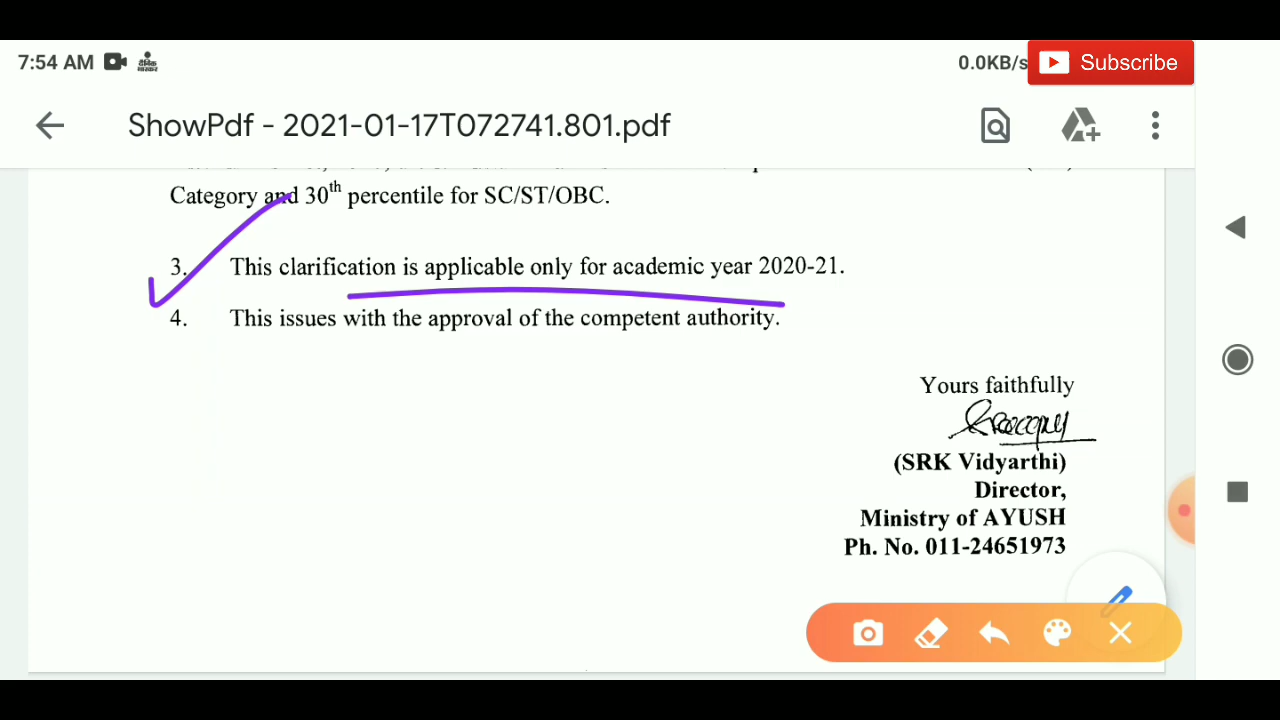 7:54 AM
दैनिक भास्कर
0.0KB/s
Subscribe
ShowPdf - 2021-01-17T072741.801.pdf
Category and 30th percentile for SC/ST/OBC.
3. This clarification is applicable only for academic year 2020-21.
4. This issues with the approval of the competent authority.
Yours faithfully
(SRK Vidyarthi)
Director,
Ministry of AYUSH
Ph. No. 011-24651973